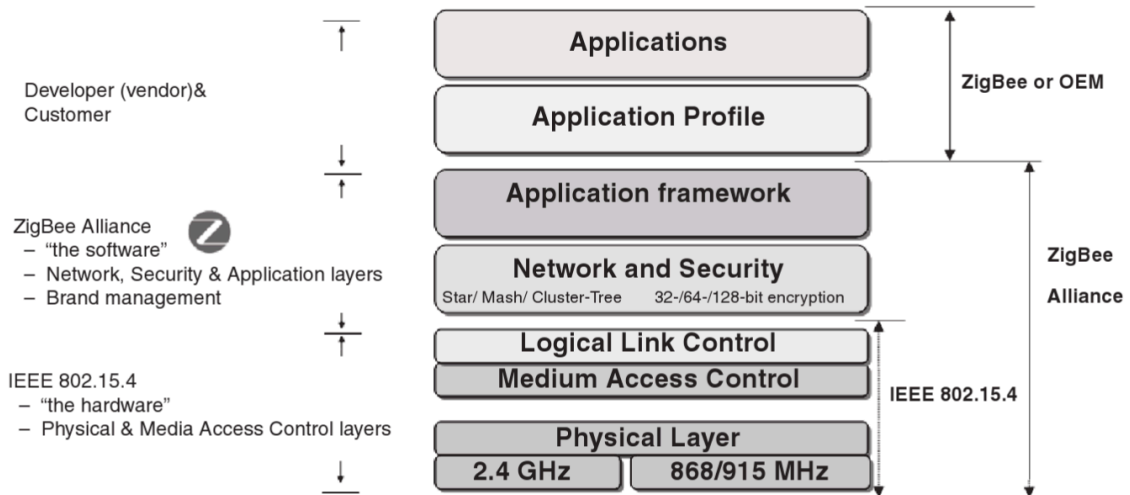 Applications
Application Profile
ZigBee or OEM
Developer (vendor)&
Customer
Application framework
ZigBee Alliance
– “the software”
– Network, Security & Application layers
– Brand management
Network and Security
Star/ Mash/ Cluster-Tree 32-/64-/128-bit encryption
ZigBee
Alliance
Logical Link Control
Medium Access Control
IEEE 802.15.4
– “the hardware”
– Physical & Media Access Control layers
IEEE 802.15.4
Physical Layer
2.4 GHz
868/915 MHz